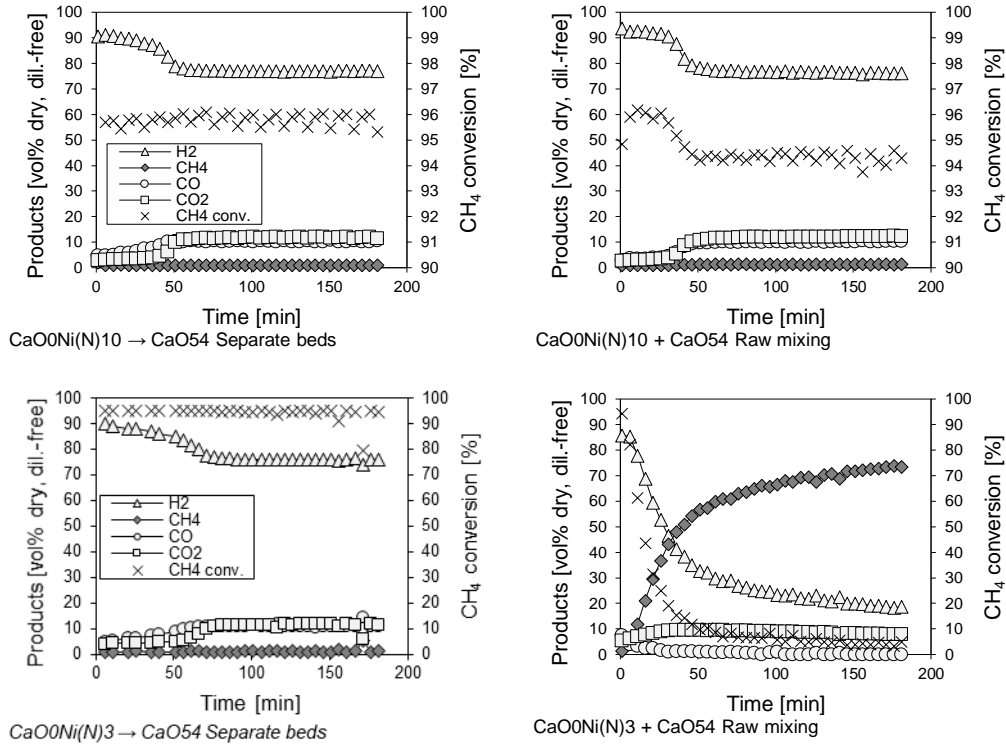 Products [vol% dry, dil.-free]
100
90
80
70
60
50
40
30
20
10
0
H2
CH4
CO
CO2
CH4 conv.
100
99
98
97
96
95
94
93
92
91
90
CH4 conversion [%]
0 50 100 150 200
Time [min]
CaO0Ni(N)10 → CaO54 Separate beds
Products [vol% dry, dil.-free]
100
90
80
70
60
50
40
30
20
10
0
100
99
98
97
96
95
94
93
92
91
90
CH4 conversion [%]
0 50 100 150 200
Time [min]
CaO0Ni(N)10 + CaO54 Raw mixing
Products [vol% dry, dil.-free]
100
90
80
70
60
50
40
30
20
10
0
H2
CH4
CO
CO2
CH4 conv.
100
90
80
70
60
50
40
30
20
10
0
CH4 conversion [%]
0 50 100 150 200
Time [min]
CaO0Ni(N)3 → CaO54 Separate beds
Products [vol% dry, dil.-free]
100
90
80
70
60
50
40
30
20
10
0
100
90
80
70
60
50
40
30
20
10
0
CH4 conversion [%]
0 50 100 150 200
Time [min]
CaO0Ni(N)3 + CaO54 Raw mixing